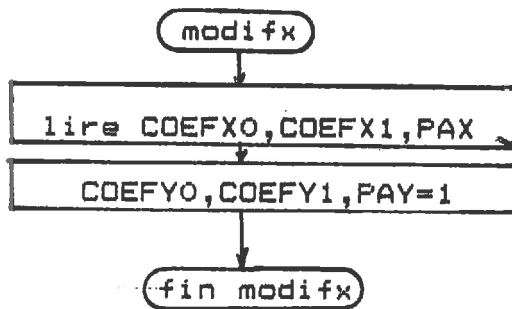 modifx
lire COEFX0,COEFX1,PAX
COEFY0,COEFY1,PAY=1
fin modifx